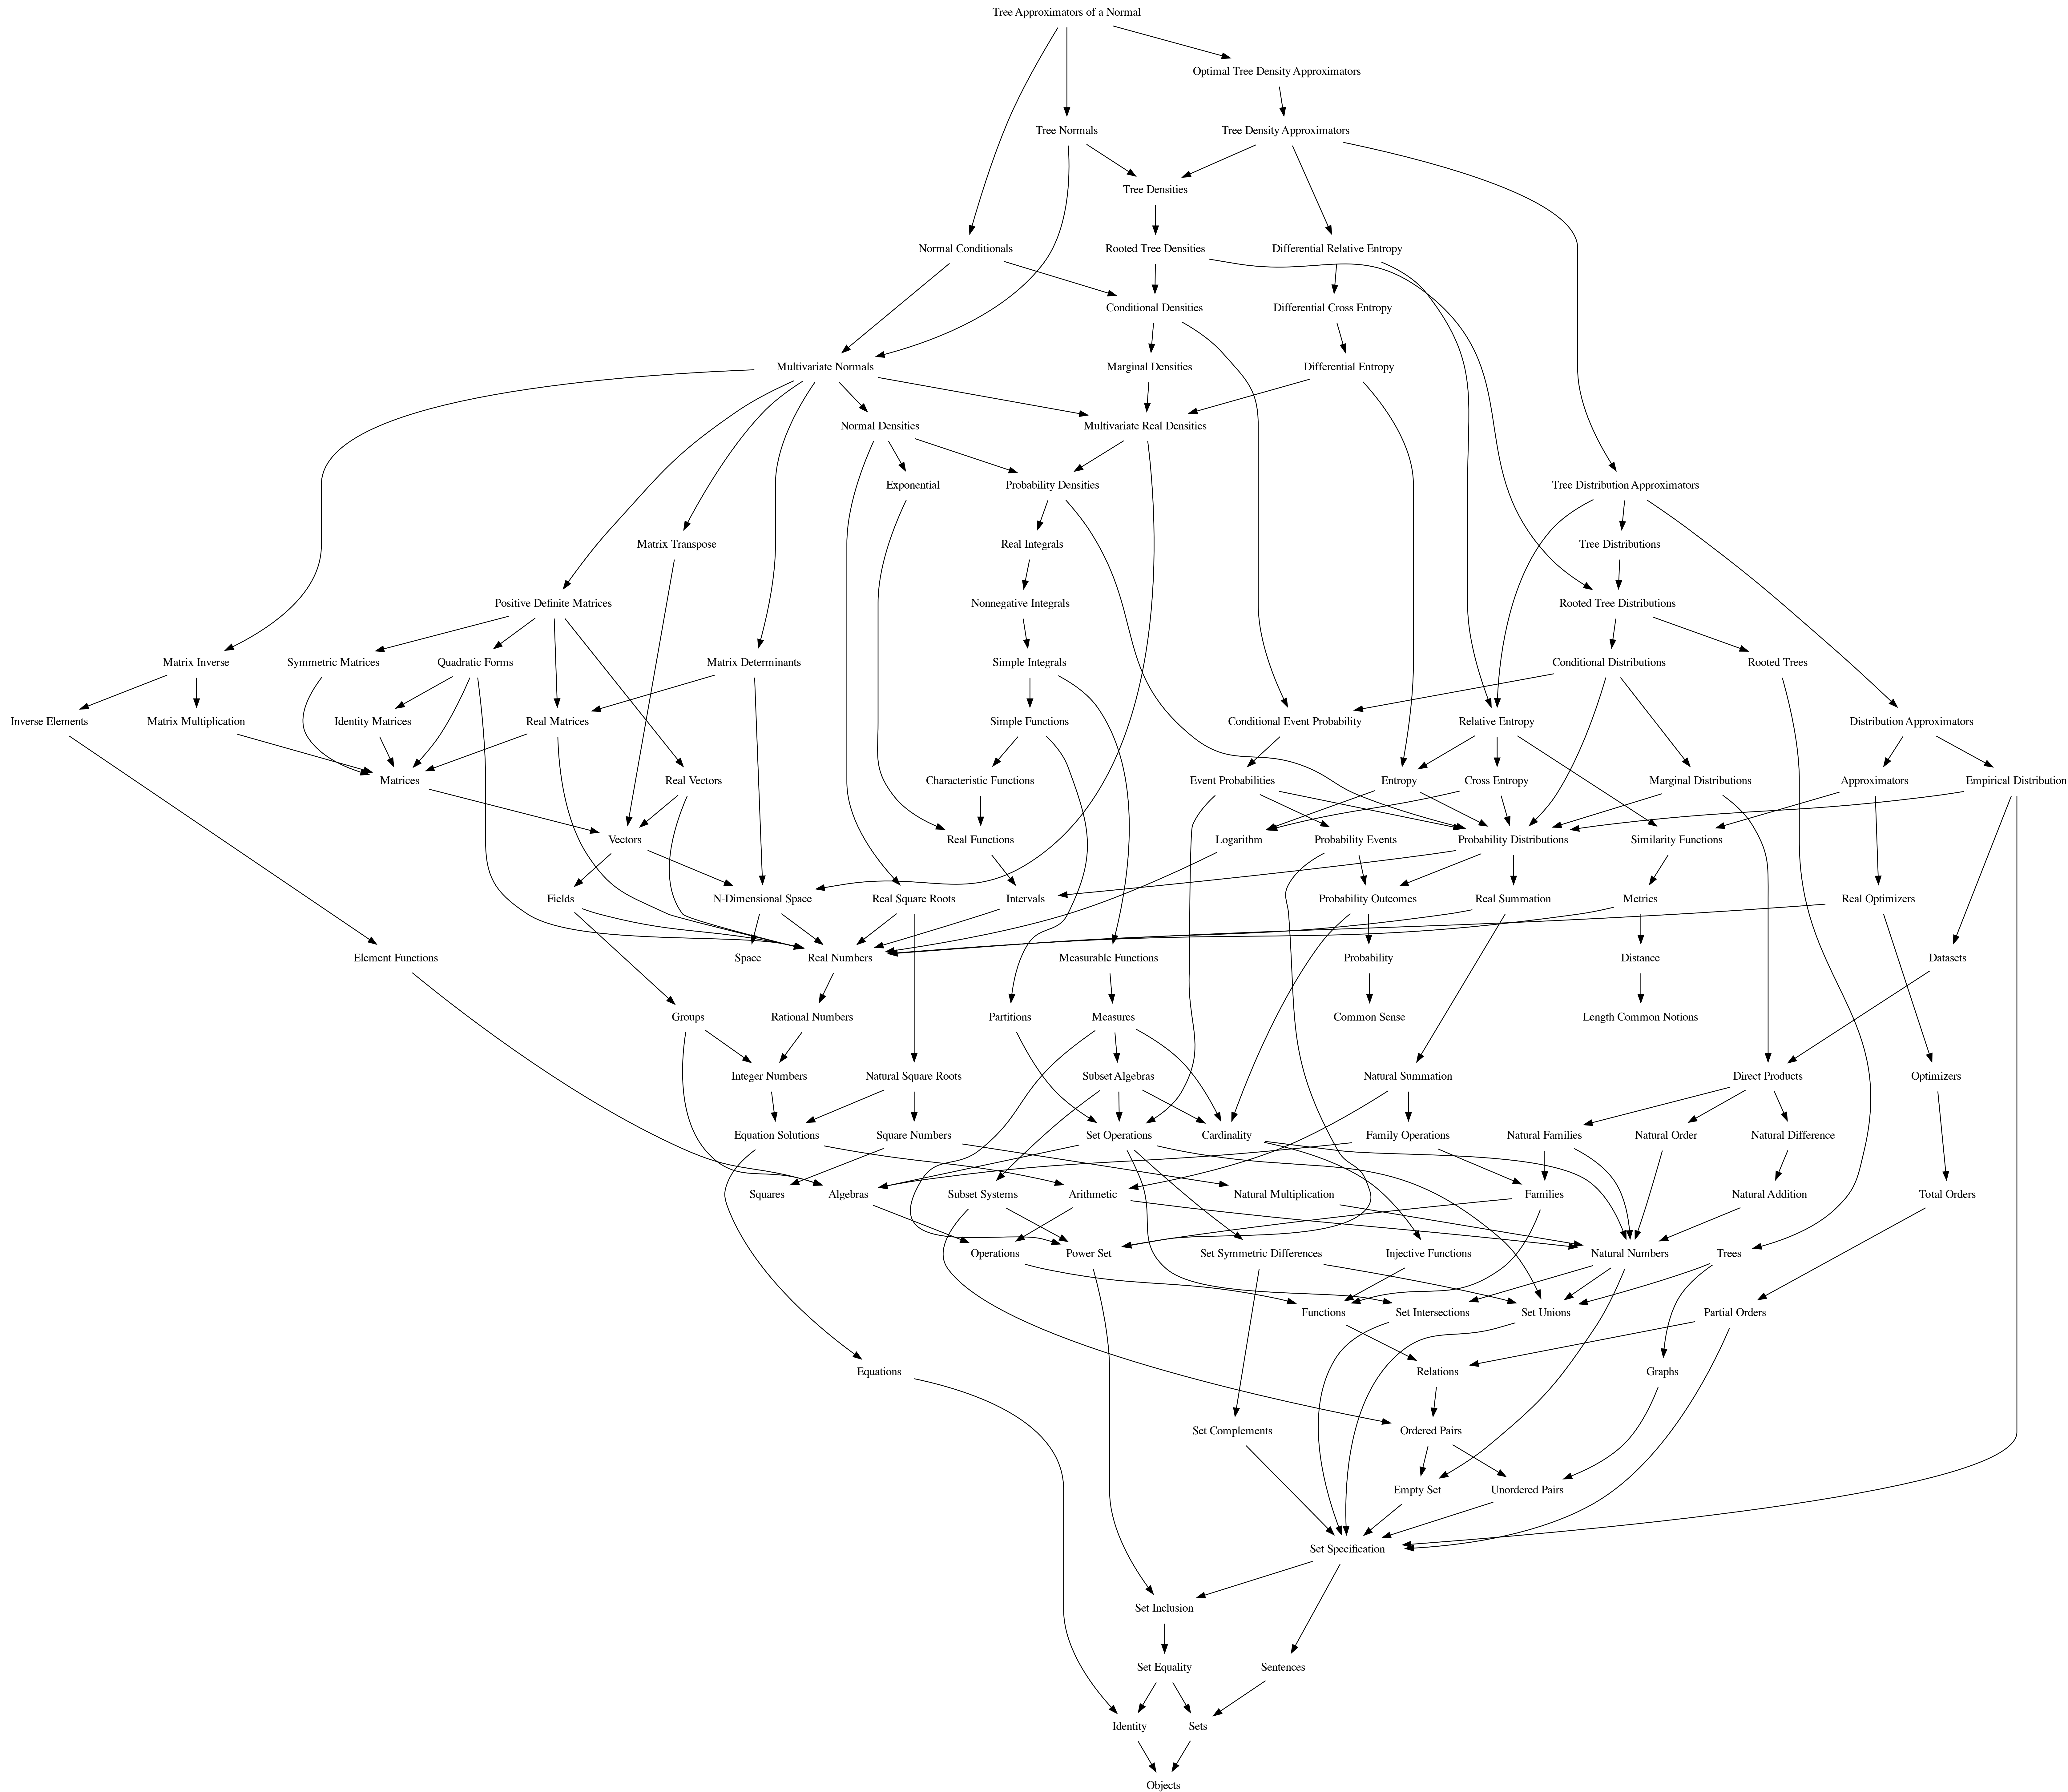 Tree Approximators of a Normal
Optimal Tree Density Approximators
Tree Normals
Tree Density Approximators
Tree Densities
Normal Conditionals
Rooted Tree Densities
Differential Relative Entropy
Conditional Densities
Differential Cross Entropy
Multivariate Normals
Marginal Densities
Differential Entropy
Normal Densities
Multivariate Real Densities
Exponential
Probability Densities
Tree Distribution Approximators
Matrix Transpose
Real Integrals
Tree Distributions
Positive Definite Matrices
Nonnegative Integrals
Rooted Tree Distributions
Matrix Inverse
Symmetric Matrices
Quadratic Forms
Matrix Determinants
Simple Integrals
Conditional Distributions
Rooted Trees
Inverse Elements
Matrix Multiplication
Identity Matrices
Real Matrices
Simple Functions
Conditional Event Probability
Relative Entropy
Distribution Approximators
Matrices
Real Vectors
Characteristic Functions
Event Probabilities
Entropy
Cross Entropy
Marginal Distributions
Approximators
Empirical Distribution
Vectors
Real Functions
Logarithm
Probability Events
Probability Distributions
Similarity Functions
Fields
N-Dimensional Space
Real Square Roots
Intervals
Probability Outcomes
Real Summation
Metrics
Real Optimizers
Element Functions
Space
Real Numbers
Measurable Functions
Probability
Distance
Datasets
Groups
Rational Numbers
Partitions
Measures
Common Sense
Length Common Notions
Integer Numbers
Natural Square Roots
Subset Algebras
Natural Summation
Direct Products
Optimizers
Equation Solutions
Square Numbers
Set Operations
Cardinality
Family Operations
Natural Families
Natural Order
Natural Difference
Squares
Algebras
Subset Systems
Arithmetic
Natural Multiplication
Families
Natural Addition
Total Orders
Operations
Power Set
Set Symmetric Differences
Injective Functions
Natural Numbers
Trees
Functions
Set Intersections
Set Unions
Partial Orders
Equations
Relations
Graphs
Set Complements
Ordered Pairs
Empty Set
Unordered Pairs
Set Specification
Set Inclusion
Set Equality
Sentences
Identity
Sets
Objects